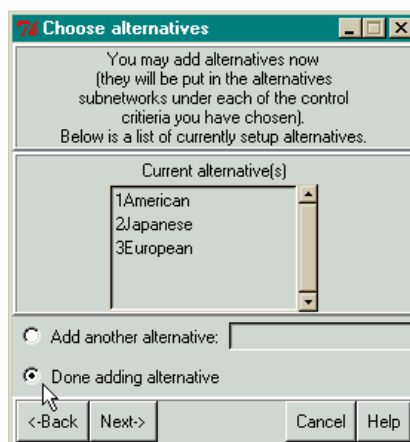 Choose alternatives
You may add alternatives now
(they will be put in the alternatives
subnetworks under each of the control
critieria you have chosen).
Below is a list of currently setup alternatives.
Current alternative(s)
1American
2Japanese
3European
Add another alternative:
Done adding alternative
<-Back Next-> Cancel Help